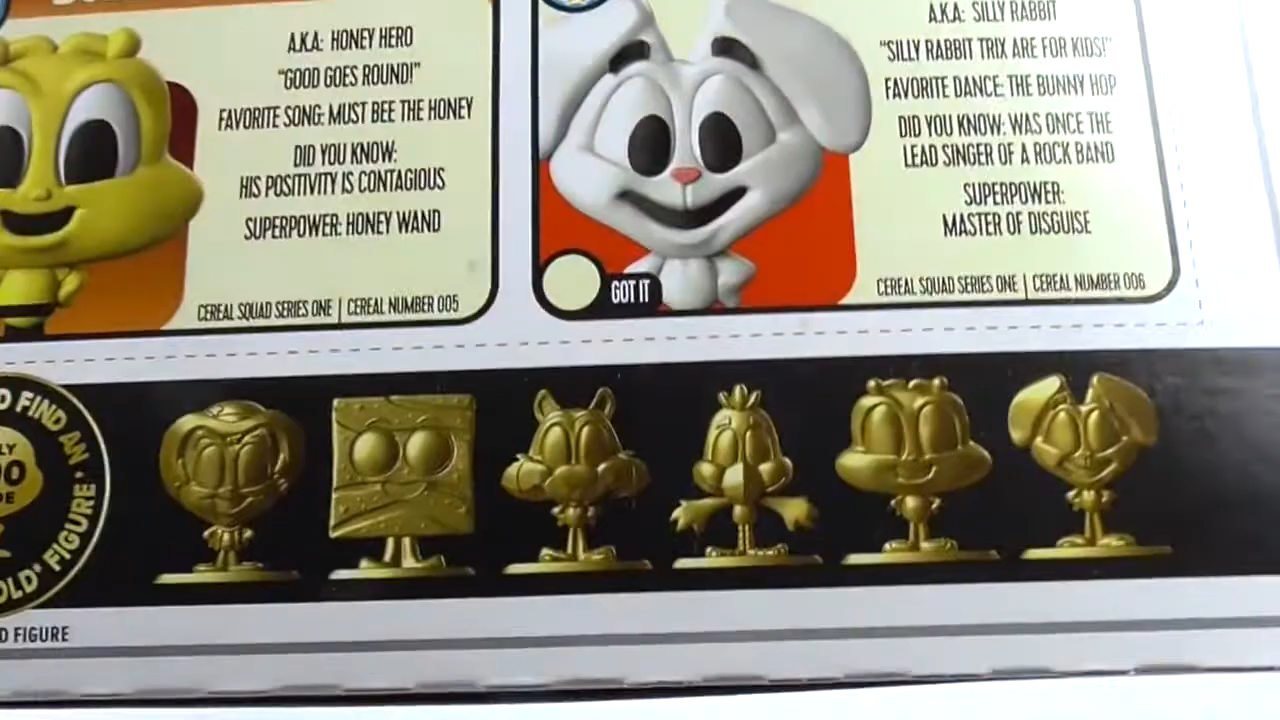 A.K.A: HONEY HERO
"GOOD GOES ROUND!"
FAVORITE SONG: MUST BEE THE HONEY
DID YOU KNOW:
HIS POSITIVITY IS CONTAGIOUS
SUPERPOWER: HONEY WAND
CEREAL SQUAD SERIES ONE | CEREAL NUMBER 005
A.K.A: SILLY RABBIT
"SILLY RABBIT TRIX ARE FOR KIDS!"
FAVORITE DANCE: THE BUNNY HOP
DID YOU KNOW: WAS ONCE THE
LEAD SINGER OF A ROCK BAND
SUPERPOWER:
MASTER OF DISGUISE
GOT IT
CEREAL SQUAD SERIES ONE | CEREAL NUMBER 006
FIND AN
FIGURE
FIGURE